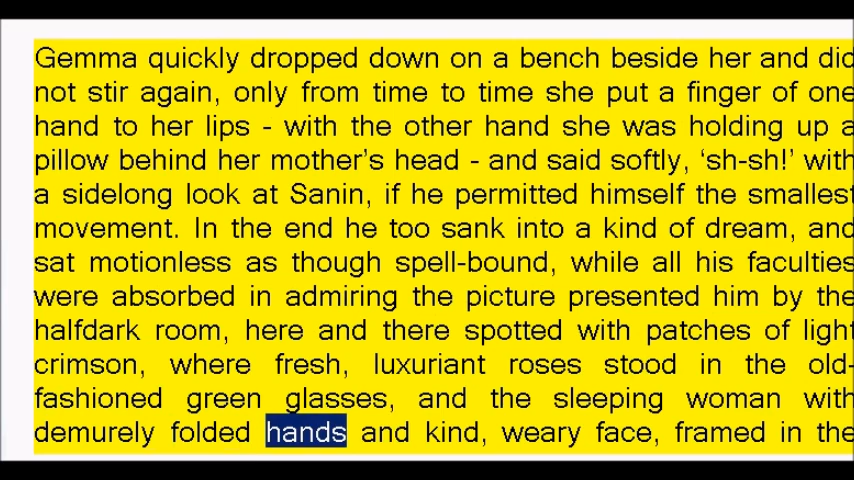 Gemma quickly dropped down on a bench beside her and did
not stir again, only from time to time she put a finger of one
hand to her lips - with the other hand she was holding up a
pillow behind her mother’s head - and said softly, ‘sh-sh!’ with
a sidelong look at Sanin, if he permitted himself the smallest
movement. In the end he too sank into a kind of dream, and
sat motionless as though spell-bound, while all his faculties
were absorbed in admiring the picture presented him by the
halfdark room, here and there spotted with patches of light
crimson, where fresh, luxuriant roses stood in the old-
fashioned green glasses, and the sleeping woman with
demurely folded hands and kind, weary face, framed in the